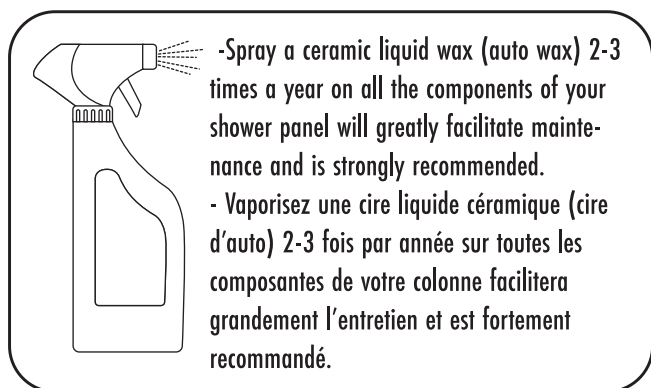 -Spray a ceramic liquid wax (auto wax) 2-3
times a year on all the components of your
shower panel will greatly facilitate mainte-
nance and is strongly recommended.
- Vaporisez une cire liquide céramique (cire
d'auto) 2-3 fois par année sur toutes les
composantes de votre colonne facilitera
grandement l'entretien et est fortement
recommandé.